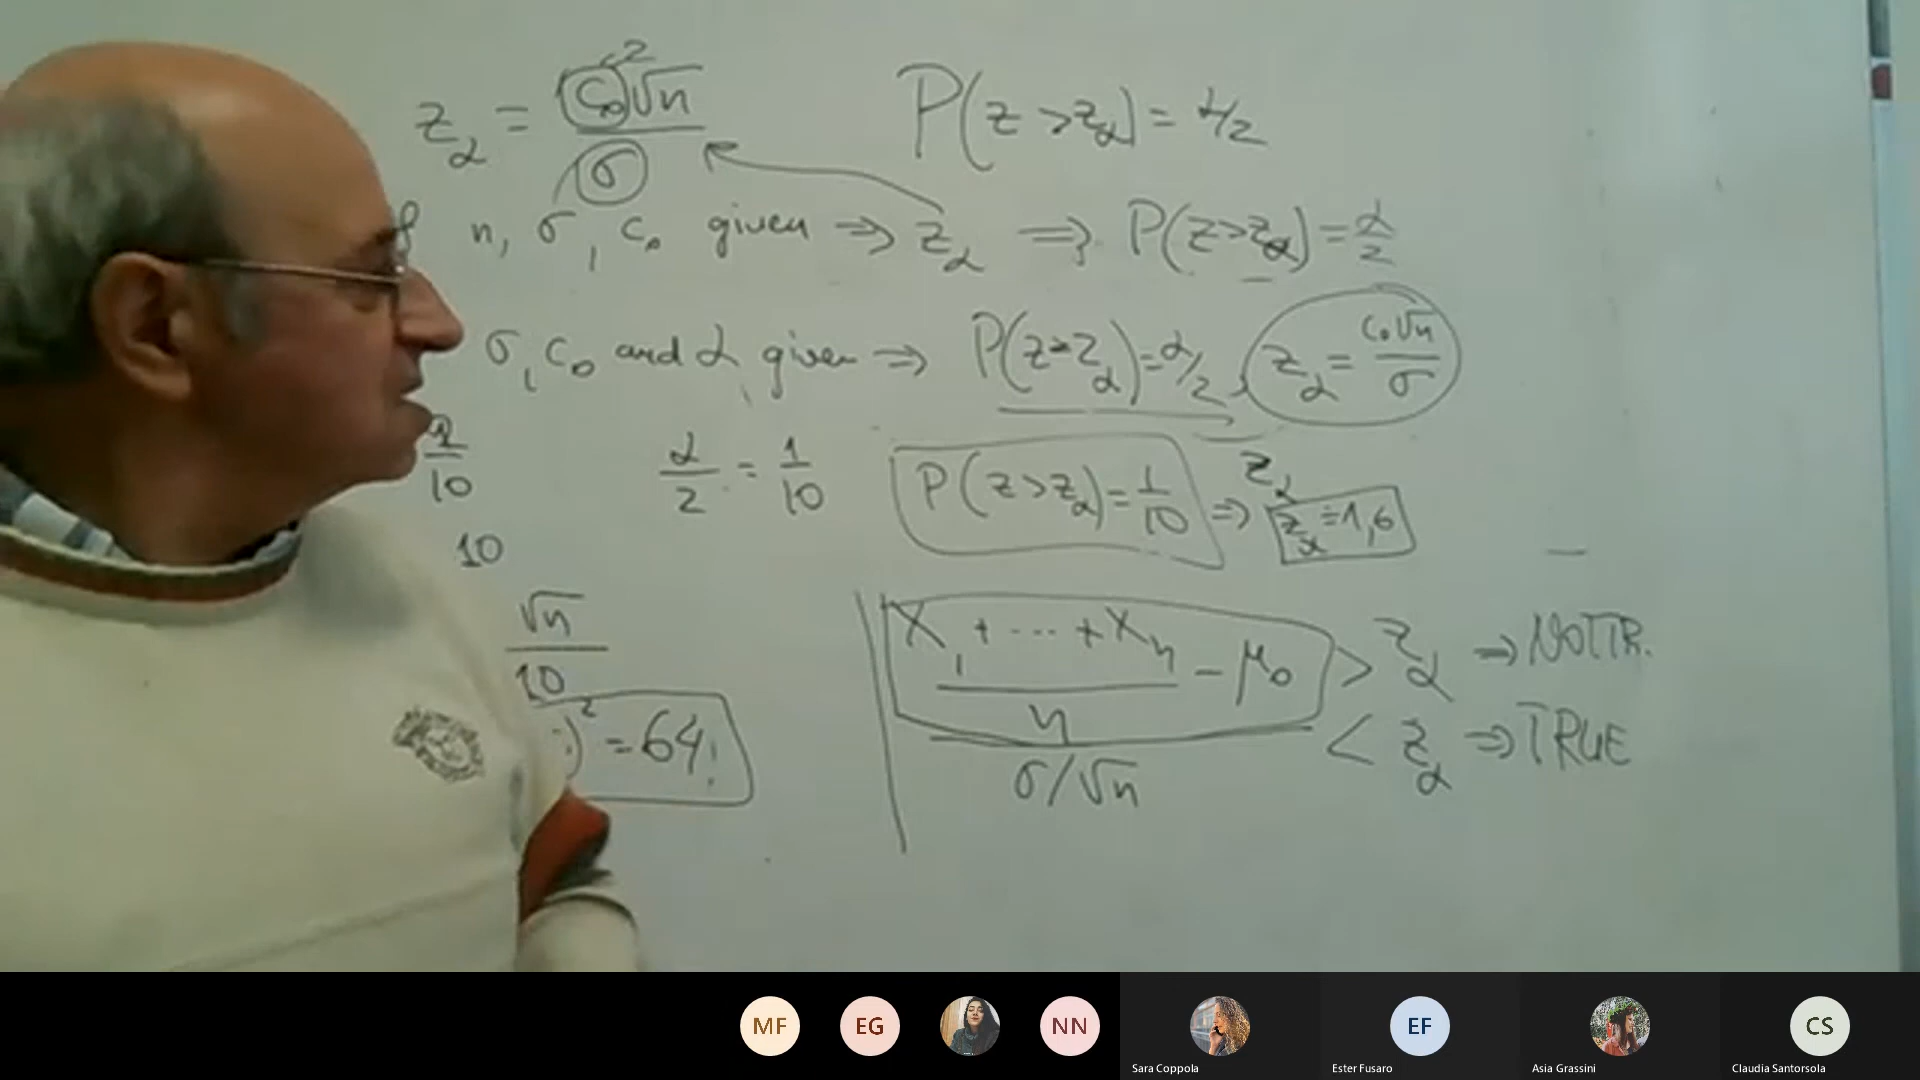 z_α = c₀²√n / σ
P(z > z_α) = α/2
n, σ, c₀ given ⇒ z_α ⇒ P(z > z_α) = α/2
σ, c₀ and α given ⇒ P(z > z_α) = α/2, z_α = c₀√n / σ
10
α/2 = 1/10
P(z > z_α) = 1/10 ⇒ z_α
z_α = 1,6
10
√n / 10
)² = 64!
X₁ + ... + Xₙ / n - μ₀ > z_α ⇒ NOT TR.
σ/√n < z_α ⇒ TRUE
MF
EG
NN
EF
CS
Sara Coppola
Ester Fusaro
Asia Grassini
Claudia Santorsola